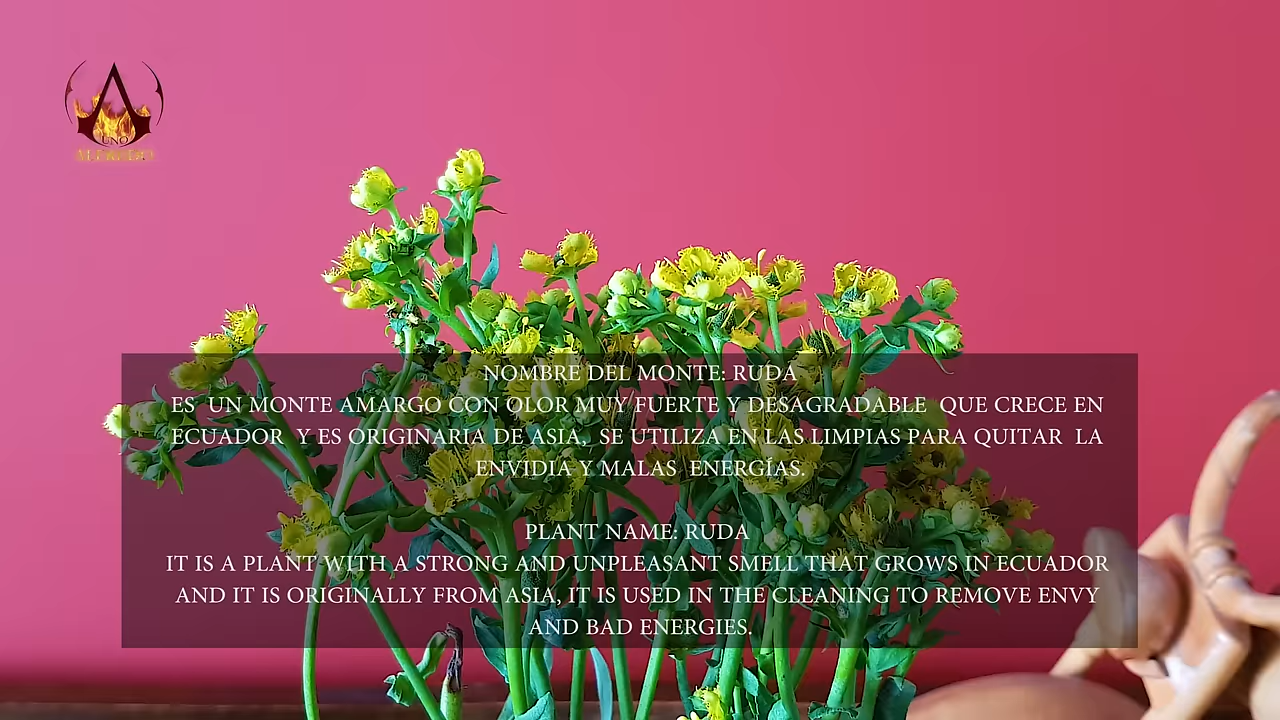 UNO
NOMBRE DEL MONTE: RUDA
ES UN MONTE AMARGO CON OLOR MUY FUERTE Y DESAGRADABLE QUE CRECE EN
ECUADOR Y ES ORIGINARIA DE ASIA, SE UTILIZA EN LAS LIMPIAS PARA QUITAR LA
ENVIDIA Y MALAS ENERGÍAS.
PLANT NAME: RUDA
IT IS A PLANT WITH A STRONG AND UNPLEASANT SMELL THAT GROWS IN ECUADOR
AND IT IS ORIGINALLY FROM ASIA, IT IS USED IN THE CLEANING TO REMOVE ENVY
AND BAD ENERGIES.